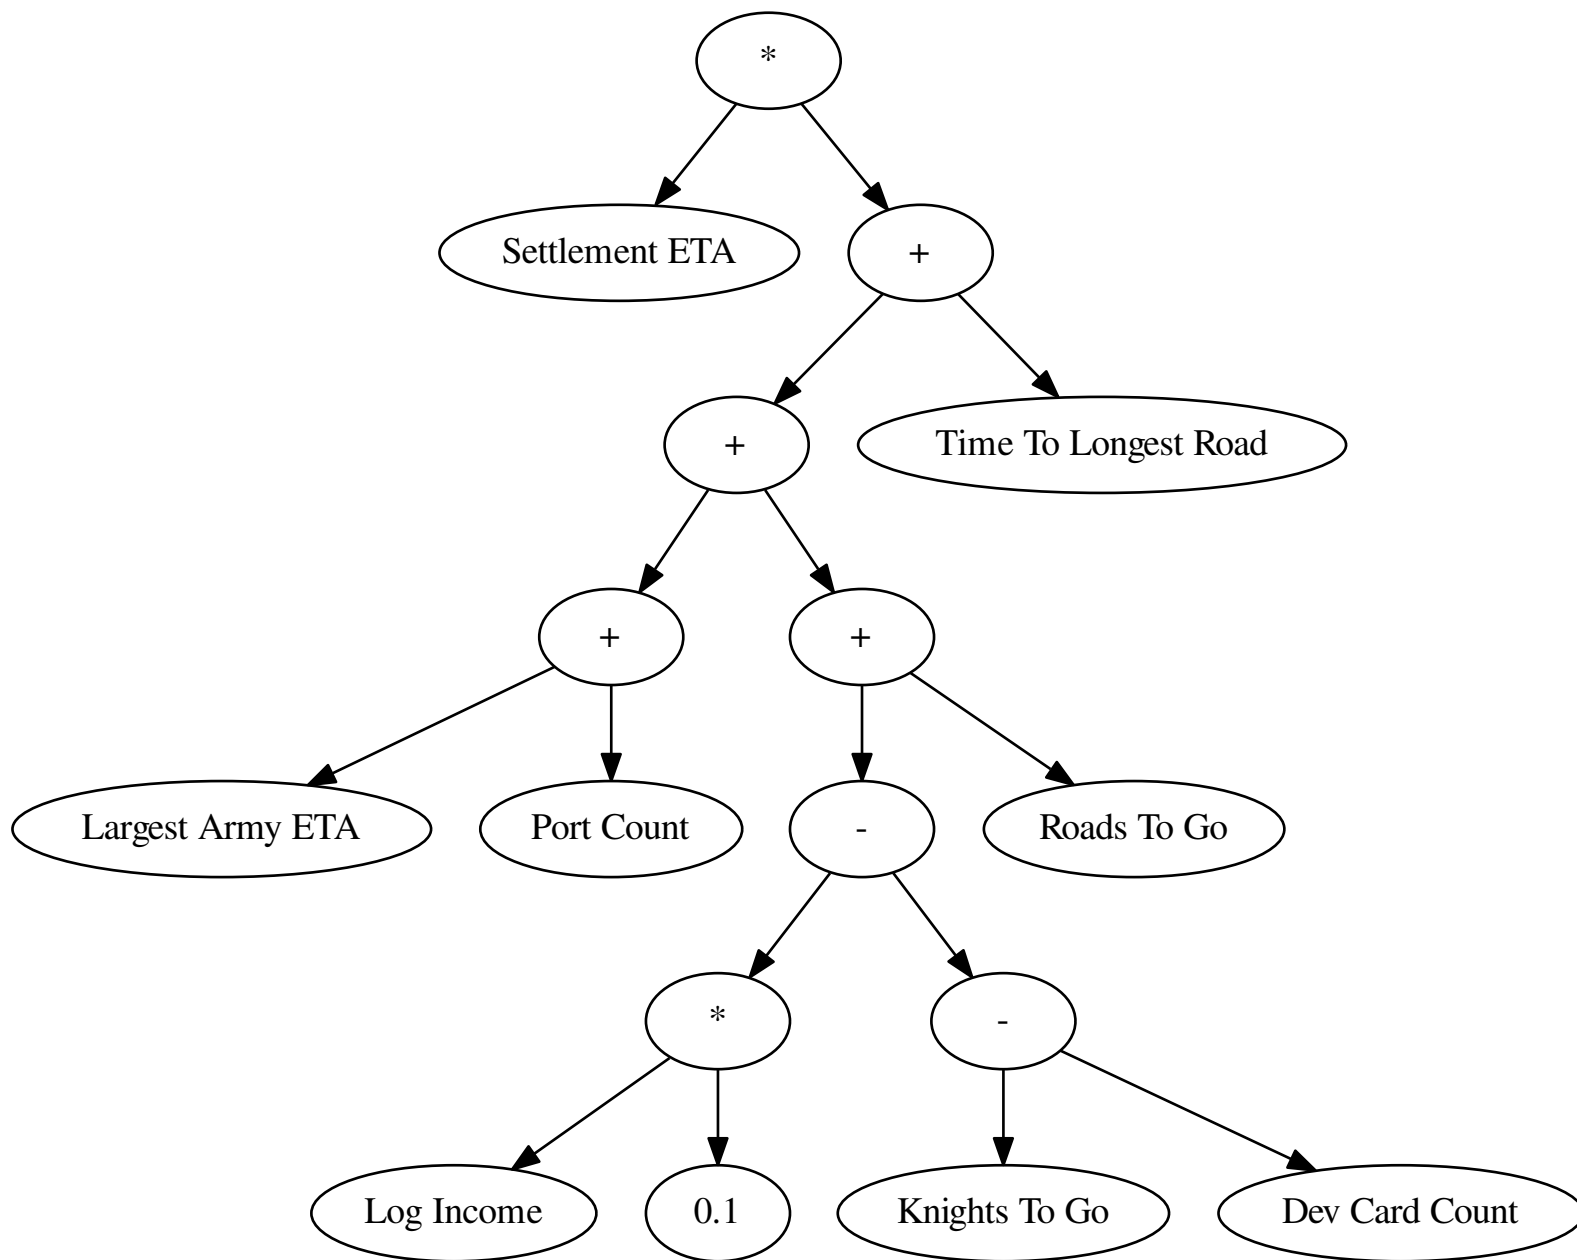 *
Settlement ETA
+
+
Time To Longest Road
+
+
Largest Army ETA
Port Count
-
Roads To Go
*
-
Log Income
0.1
Knights To Go
Dev Card Count